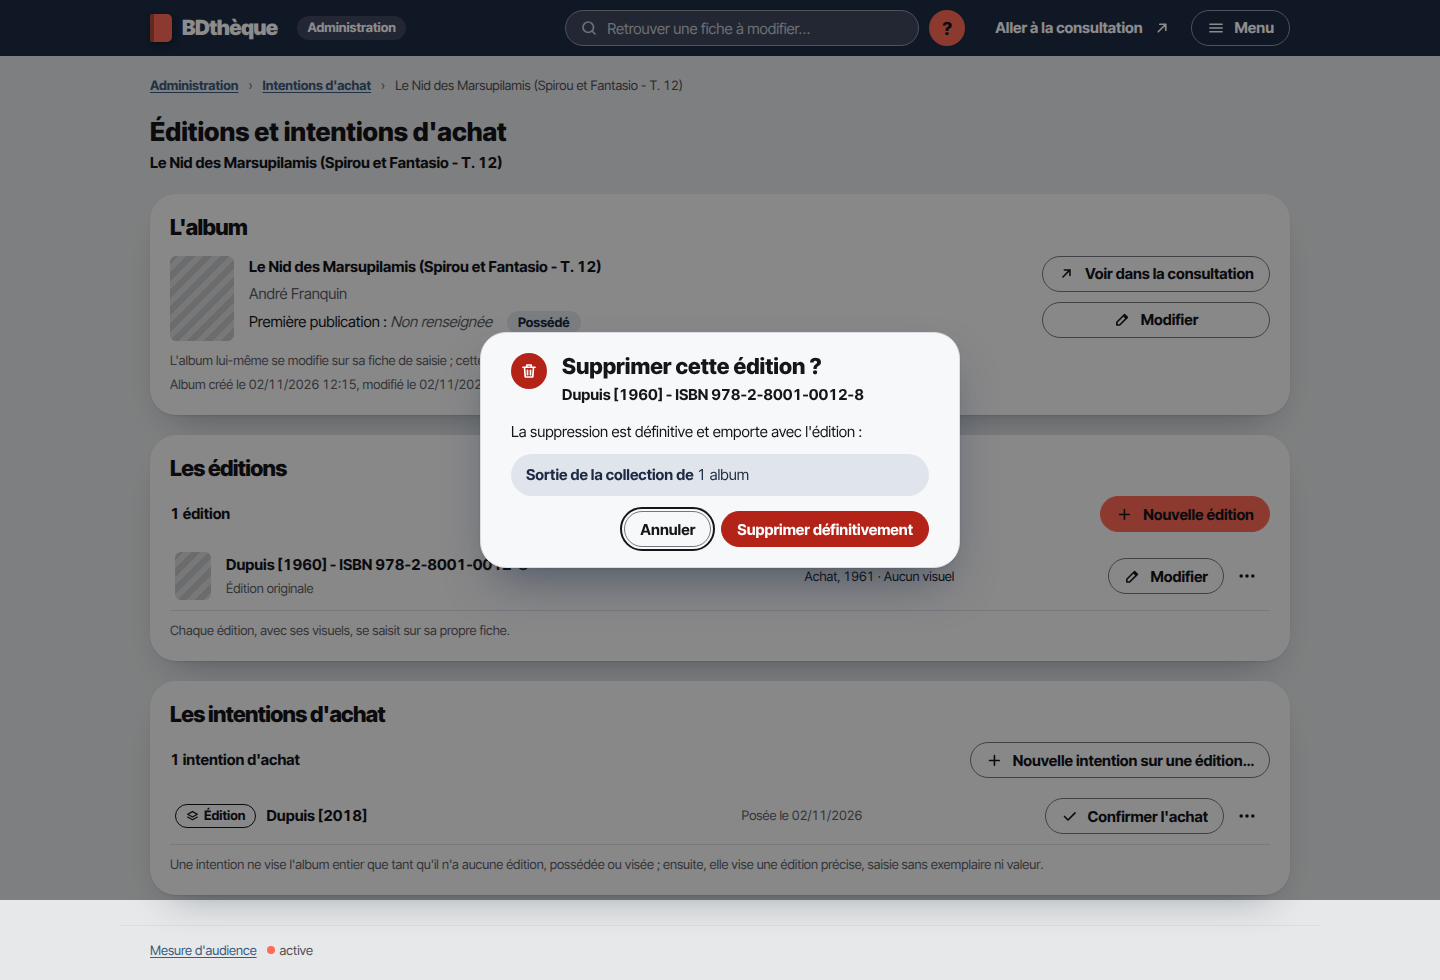 BDthèque
Administration
Retrouver une fiche à modifier...
?
Aller à la consultation
Menu
Administration › Intentions d'achat › Le Nid des Marsupilamis (Spirou et Fantasio - T. 12)
Éditions et intentions d'achat
Le Nid des Marsupilamis (Spirou et Fantasio - T. 12)
L'album
Le Nid des Marsupilamis (Spirou et Fantasio - T. 12)
André Franquin
Première publication : Non renseignée
Possédé
Voir dans la consultation
Modifier
L'album lui-même se modifie sur sa fiche de saisie ;
Album créé le 02/11/2026 12:15, modifié le
Supprimer cette édition ?
Dupuis [1960] - ISBN 978-2-8001-0012-8
La suppression est définitive et emporte avec l'édition :
Sortie de la collection de 1 album
Annuler
Supprimer définitivement
Les éditions
1 édition
Nouvelle édition
Dupuis [1960] - ISBN 978-2-8001-
Édition originale
Achat, 1961 · Aucun visuel
Modifier
Chaque édition, avec ses visuels, se saisit sur sa propre fiche.
Les intentions d'achat
1 intention d'achat
Nouvelle intention sur une édition...
Édition
Dupuis [2018]
Posée le 02/11/2026
Confirmer l'achat
Une intention ne vise l'album entier que tant qu'il n'a aucune édition, possédée ou visée ; ensuite, elle vise une édition précise, saisie sans exemplaire ni valeur.
Mesure d'audience
active